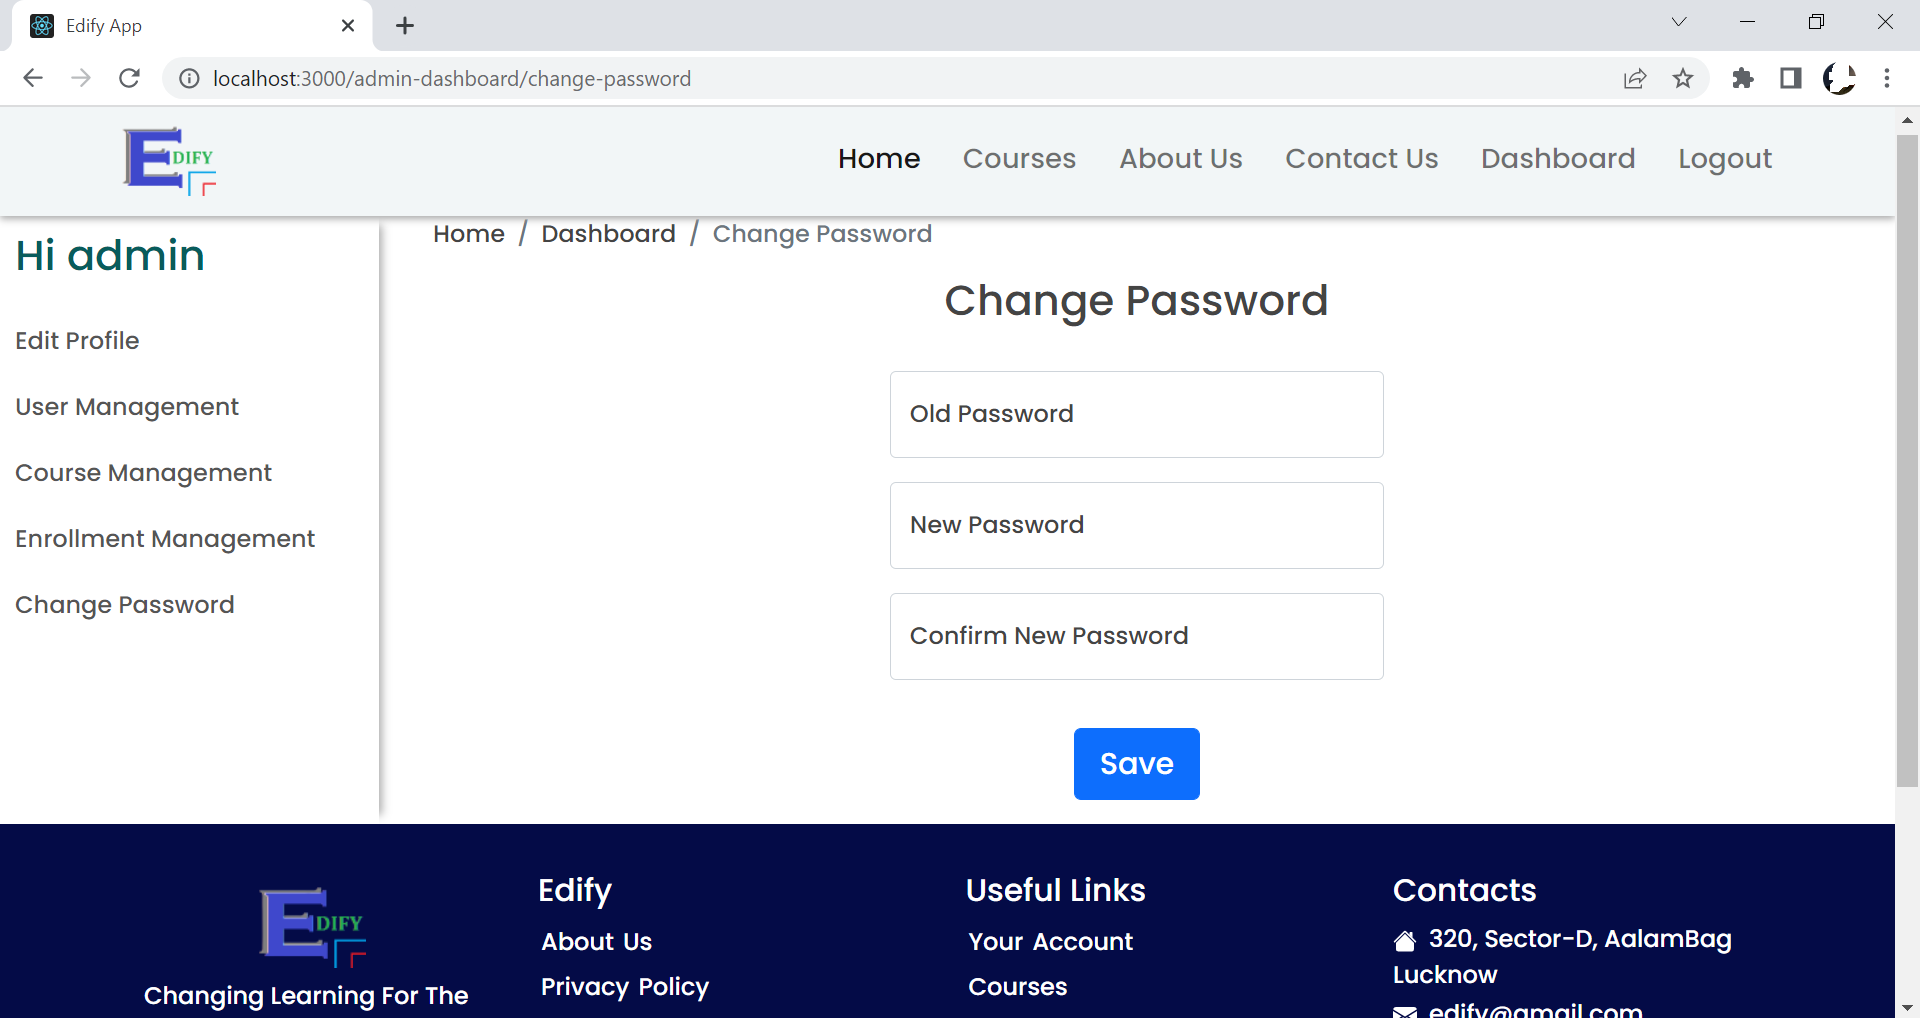 Edify App
localhost:3000/admin-dashboard/change-password
EDIFY
Home Courses About Us Contact Us Dashboard Logout
Hi admin
Edit Profile
User Management
Course Management
Enrollment Management
Change Password
Home / Dashboard / Change Password
Change Password
Old Password
New Password
Confirm New Password
Save
EDIFY
Changing Learning For The
Edify
About Us
Privacy Policy
Useful Links
Your Account
Courses
Contacts
320, Sector-D, AalamBag
Lucknow
edify@gmail.com